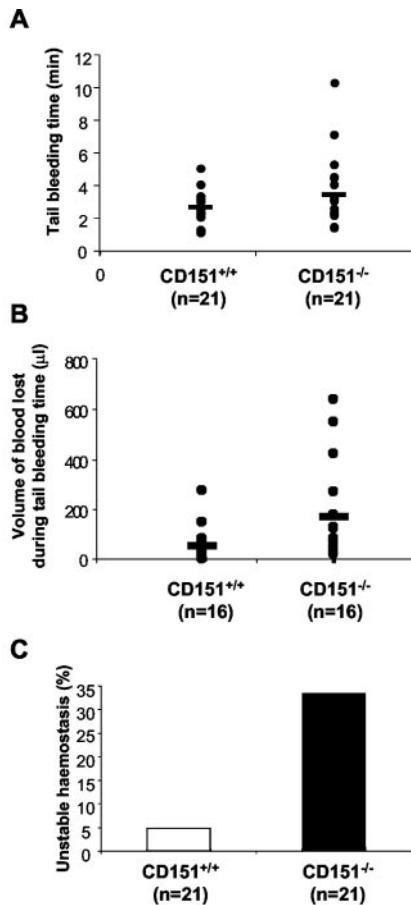 A
Tail bleeding time (min)
12
10
8
6
4
2
0
0
CD151+/+
(n=21)
CD151-/-
(n=21)
B
Volume of blood lost
during tail bleeding time (µl)
800
600
400
200
0
CD151+/+
(n=16)
CD151-/-
(n=16)
C
Unstable haemostasis (%)
35
30
25
20
15
10
5
0
CD151+/+
(n=21)
CD151-/-
(n=21)